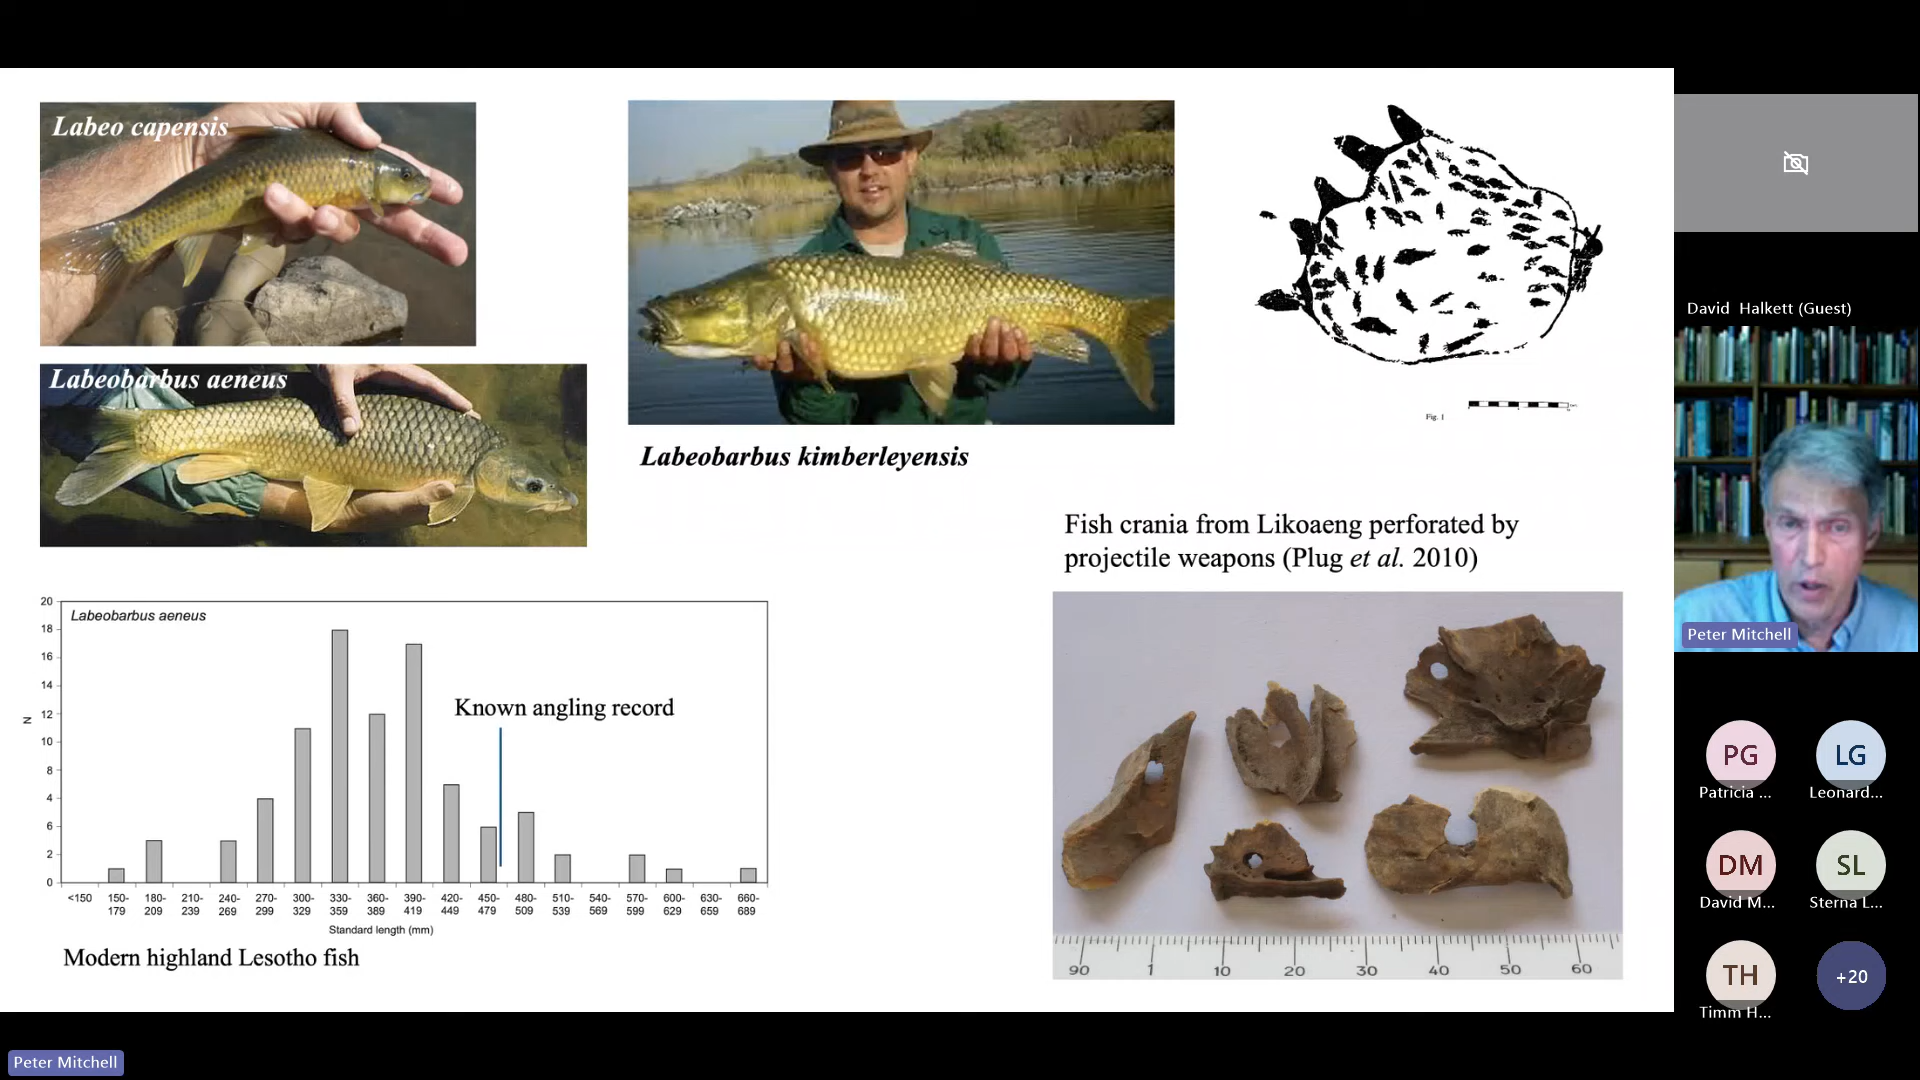 Labeo capensis
Labeobarbus aeneus
Labeobarbus kimberleyensis
Fig. 1
Fish crania from Likoaeng perforated by
projectile weapons (Plug et al. 2010)
90 1 10 20 30 40 50 60
Labeobarbus aeneus
Known angling record
N
20
18
16
14
12
10
8
4
6
2
0
<150 150- 180- 210- 240- 270- 300- 330- 360- 390- 420- 450- 480- 510- 540- 570- 600- 630- 660-
179 209 239 269 299 329 359 389 419 449 479 509 539 569 599 629 659 689
Standard length (mm)
Modern highland Lesotho fish
David Halkett (Guest)
Peter Mitchell
PG LG
Patricia ... Leonard...
DM SL
David M... Sterna L...
TH +20
Timm H...
Peter Mitchell